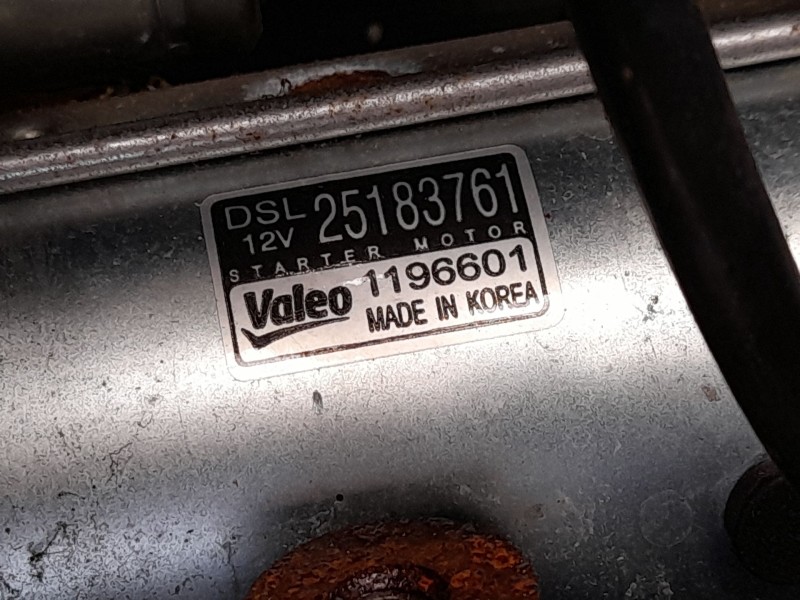 DSL 25183761
12V
STARTER MOTOR
Valeo 1196601
MADE IN KOREA